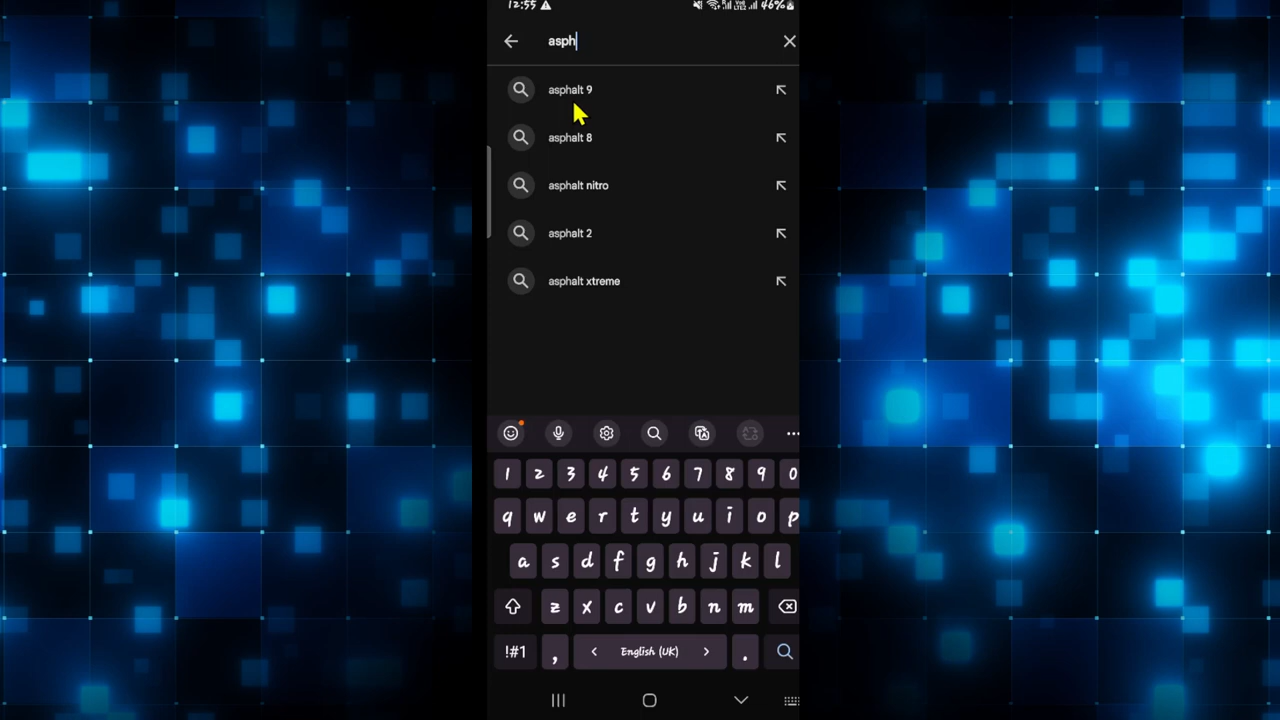 12:55 46%
asph
asphalt 9
asphalt 8
asphalt nitro
asphalt 2
asphalt xtreme
1 2 3 4 5 6 7 8 9 0
q w e r t y u i o p
a s d f g h j k l
z x c v b n m
!#1 , < English (UK) > .